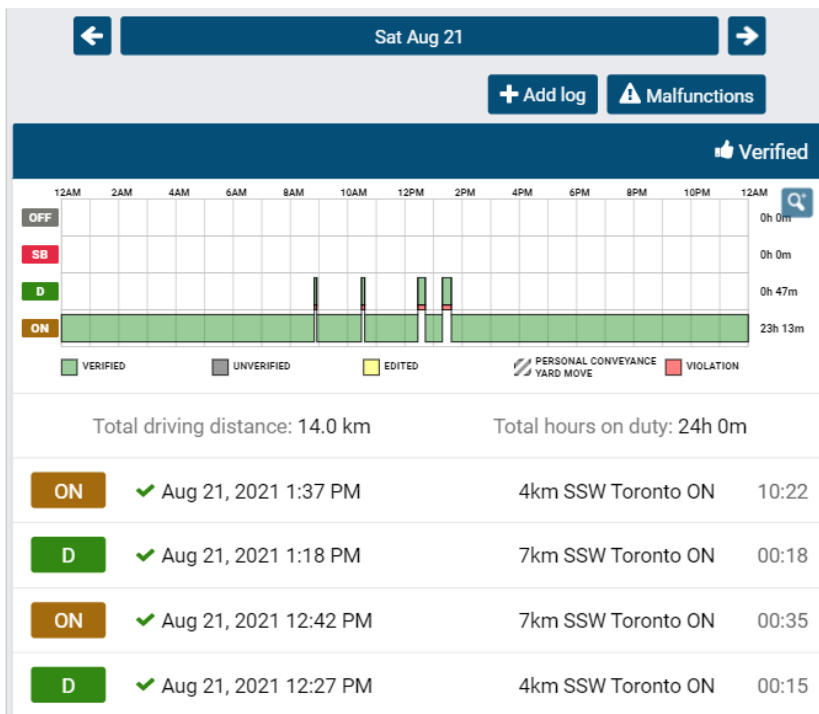 Sat Aug 21
Add log Malfunctions
Verified
12AM 2AM 4AM 6AM 8AM 10AM 12PM 2PM 4PM 6PM 8PM 10PM 12AM
OFF 0h 0m
SB 0h 0m
D 0h 47m
ON 23h 13m
VERIFIED UNVERIFIED EDITED PERSONAL CONVEYANCE YARD MOVE VIOLATION
Total driving distance: 14.0 km Total hours on duty: 24h 0m
ON Aug 21, 2021 1:37 PM 4km SSW Toronto ON 10:22
D Aug 21, 2021 1:18 PM 7km SSW Toronto ON 00:18
ON Aug 21, 2021 12:42 PM 7km SSW Toronto ON 00:35
D Aug 21, 2021 12:27 PM 4km SSW Toronto ON 00:15